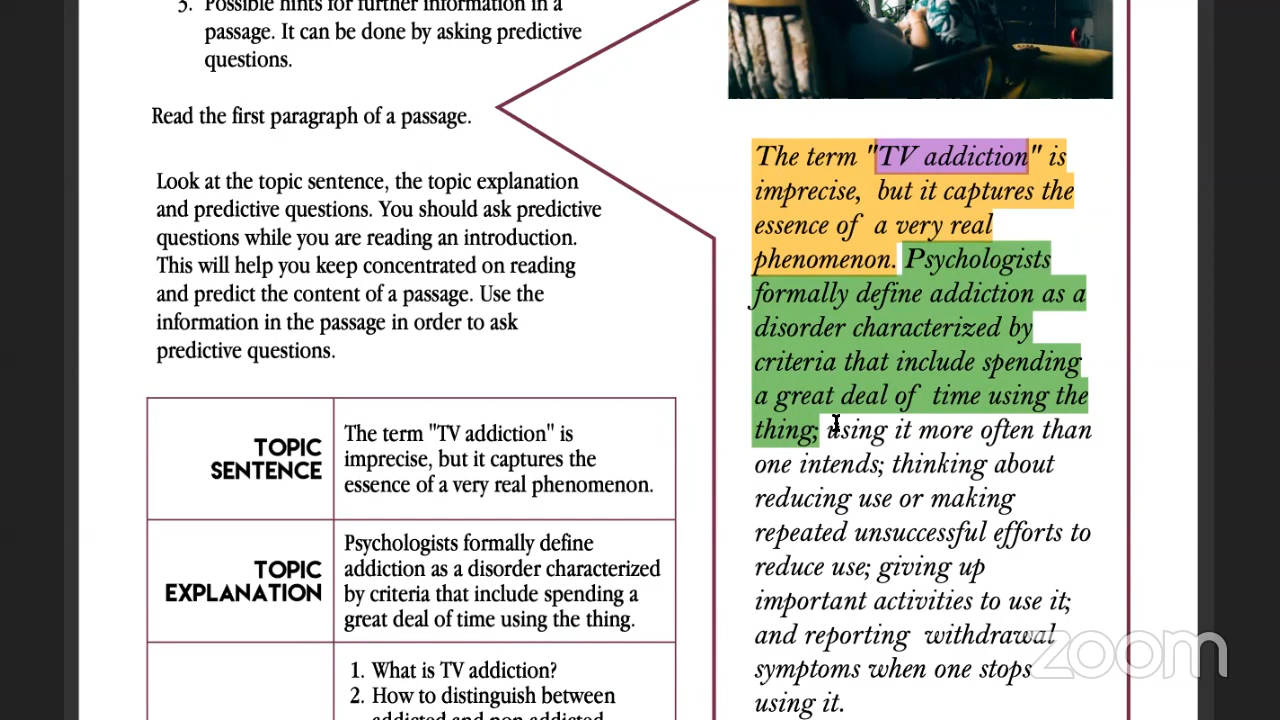 3. Possible hints for further information in a
passage. It can be done by asking predictive
questions.
Read the first paragraph of a passage.
Look at the topic sentence, the topic explanation
and predictive questions. You should ask predictive
questions while you are reading an introduction.
This will help you keep concentrated on reading
and predict the content of a passage. Use the
information in the passage in order to ask
predictive questions.
TOPIC
SENTENCE
The term "TV addiction" is
imprecise, but it captures the
essence of a very real phenomenon.
TOPIC
EXPLANATION
Psychologists formally define
addiction as a disorder characterized
by criteria that include spending a
great deal of time using the thing.
1. What is TV addiction?
2. How to distinguish between
addicted and non addicted
The term "TV addiction" is
imprecise, but it captures the
essence of a very real
phenomenon. Psychologists
formally define addiction as a
disorder characterized by
criteria that include spending
a great deal of time using the
thing; using it more often than
one intends; thinking about
reducing use or making
repeated unsuccessful efforts to
reduce use; giving up
important activities to use it;
and reporting withdrawal
symptoms when one stops
using it.
zoom